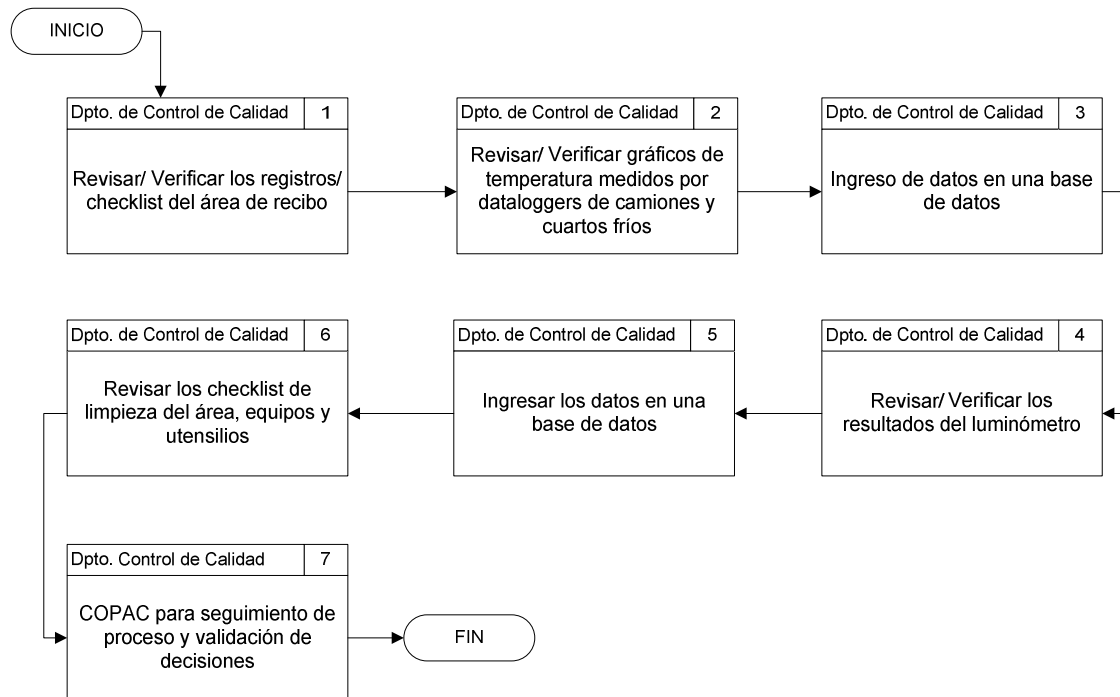 INICIO
Dpto. de Control de Calidad 1
Revisar/ Verificar los registros/
checklist del área de recibo
Dpto. de Control de Calidad 2
Revisar/ Verificar gráficos de
temperatura medidos por
dataloggers de camiones y
cuartos fríos
Dpto. de Control de Calidad 3
Ingreso de datos en una base
de datos
Dpto. de Control de Calidad 4
Revisar/ Verificar los
resultados del luminómetro
Dpto. de Control de Calidad 5
Ingresar los datos en una
base de datos
Dpto. de Control de Calidad 6
Revisar los checklist de
limpieza del área, equipos y
utensilios
Dpto. Control de Calidad 7
COPAC para seguimiento de
proceso y validación de
decisiones
FIN